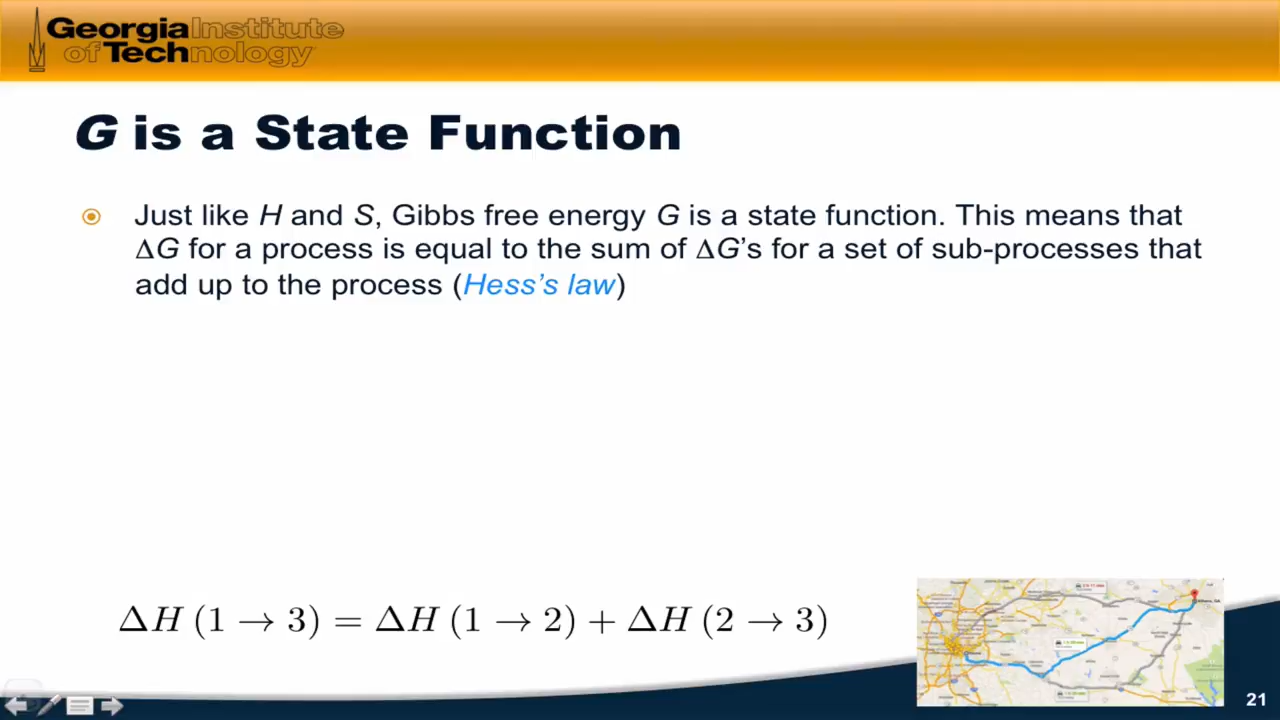 Georgia Institute
of Technology
G is a State Function
Just like H and S, Gibbs free energy G is a state function. This means that
ΔG for a process is equal to the sum of ΔG’s for a set of sub-processes that
add up to the process (Hess’s law)
ΔH (1 → 3) = ΔH (1 → 2) + ΔH (2 → 3)
21